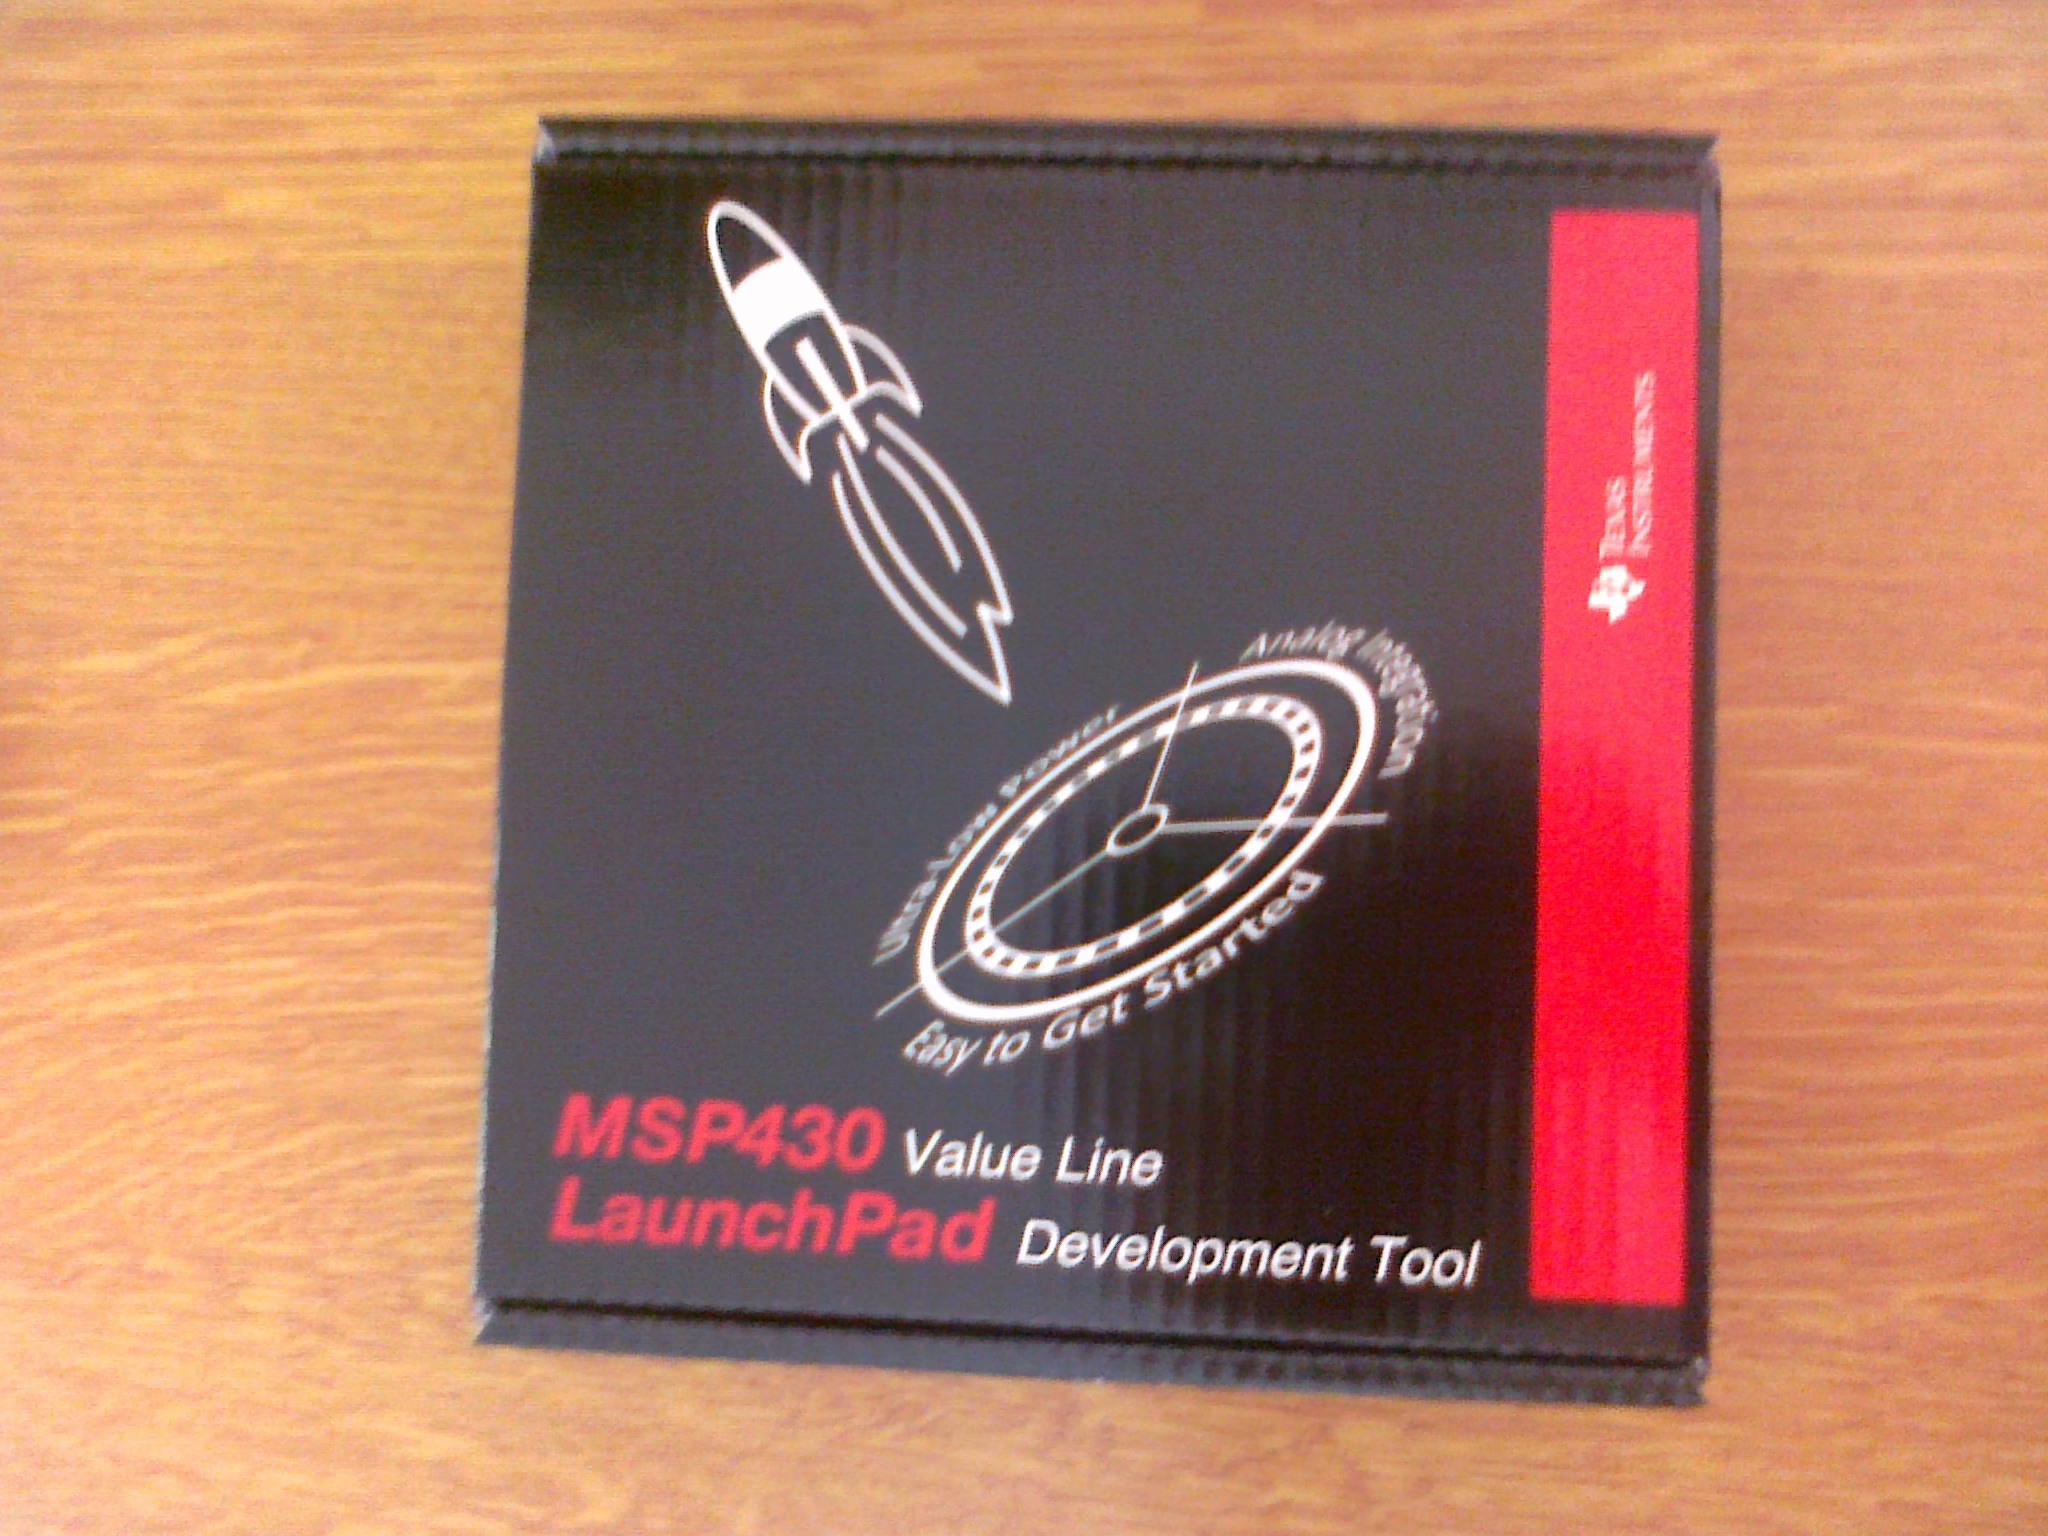 TEXAS
INSTRUMENTS
Analog Integration
Ultra-Low Power
Easy to Get Started
MSP430 Value Line
LaunchPad Development Tool